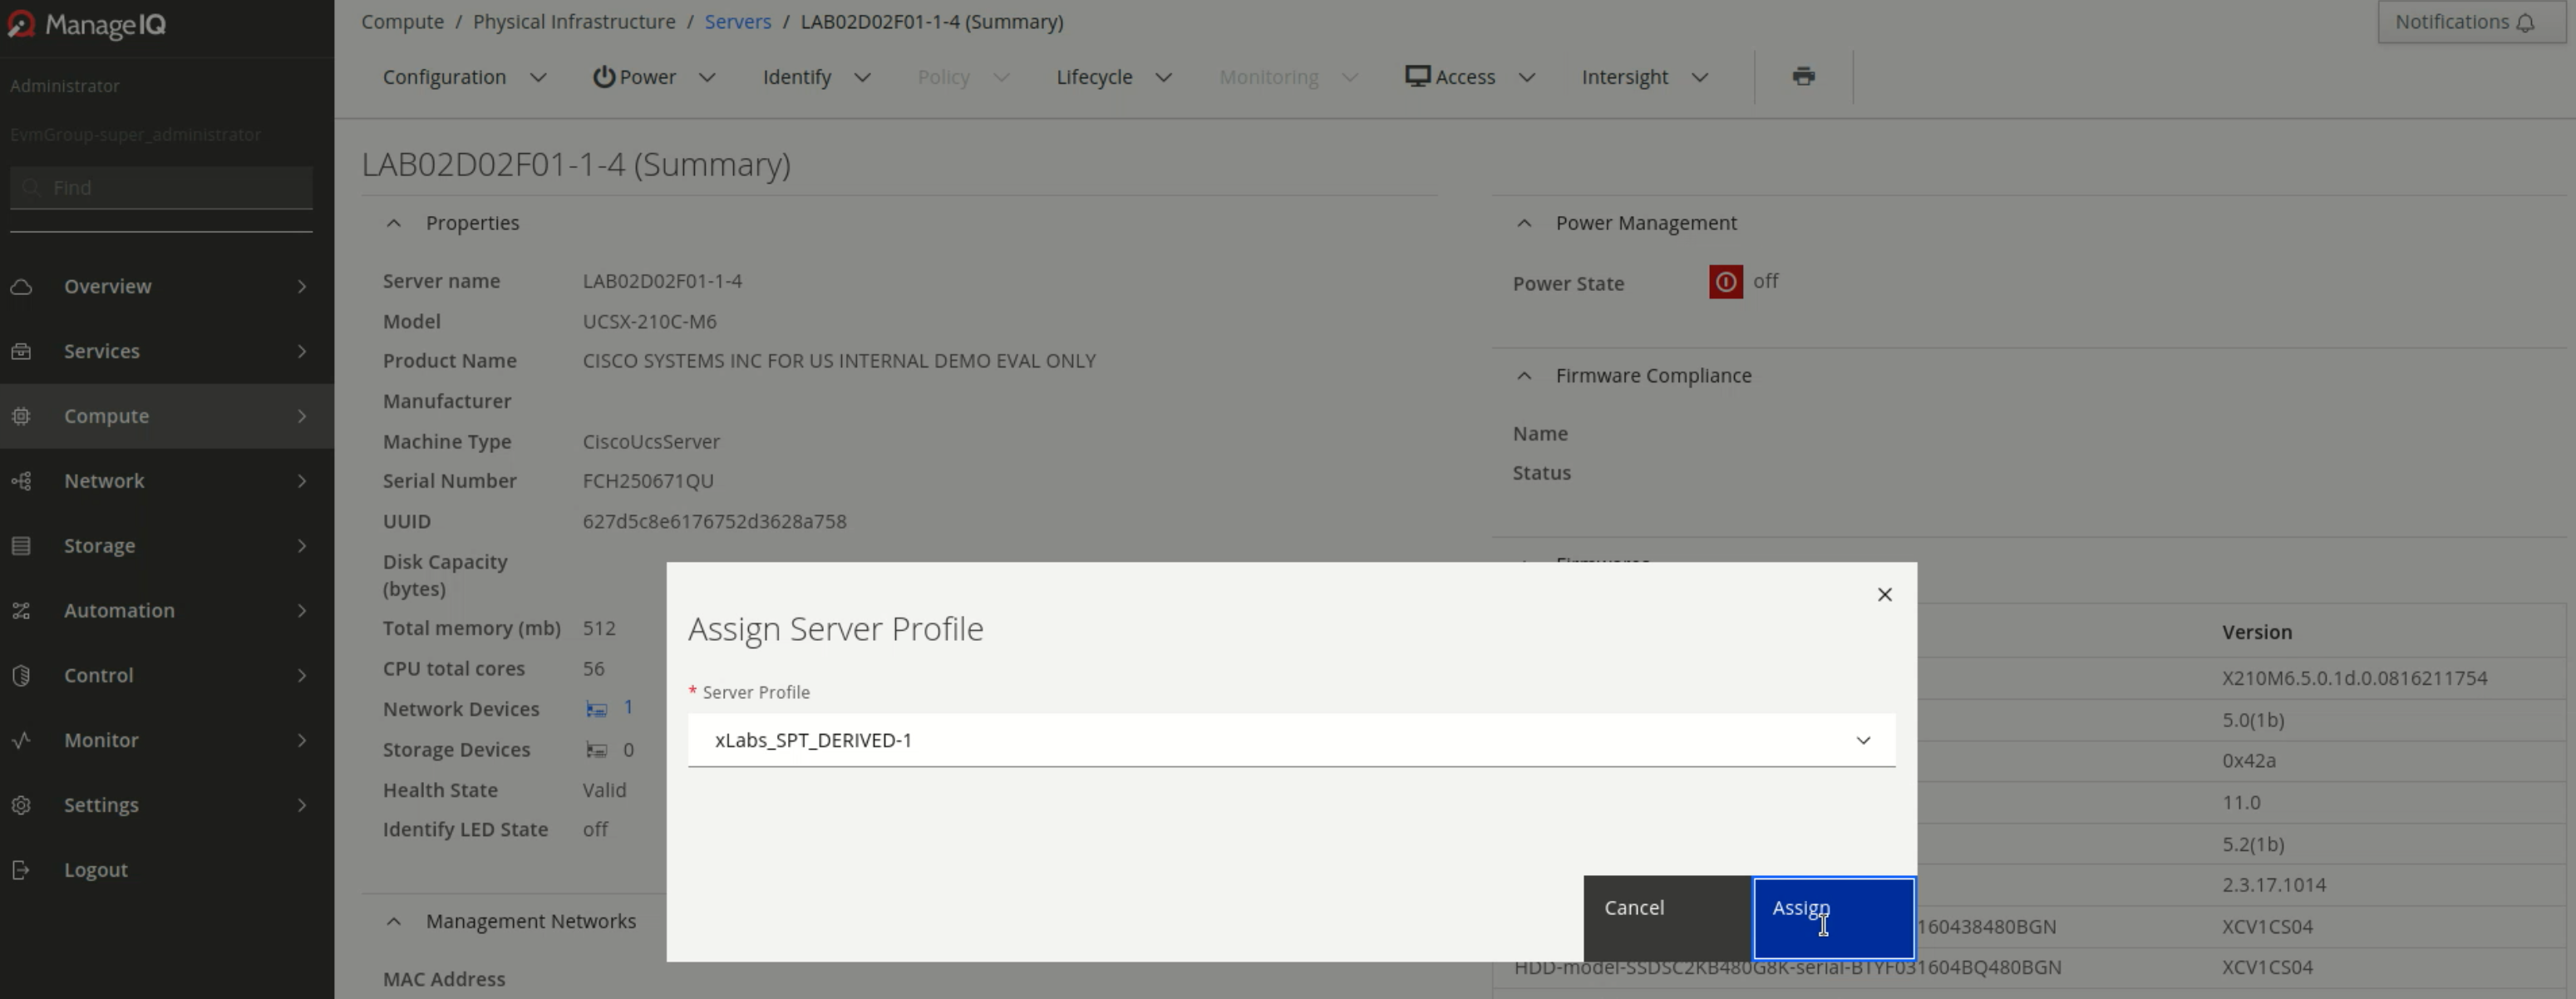 ManageIQ
Administrator
EvmGroup-super_administrator
Find
Overview
Services
Compute
Network
Storage
Automation
Control
Monitor
Settings
Logout
Compute / Physical Infrastructure / Servers / LAB02D02F01-1-4 (Summary)
Notifications
Configuration Power Identify Policy Lifecycle Monitoring Access Intersight
LAB02D02F01-1-4 (Summary)
Properties
Server name LAB02D02F01-1-4
Model UCSX-210C-M6
Product Name CISCO SYSTEMS INC FOR US INTERNAL DEMO EVAL ONLY
Manufacturer
Machine Type CiscoUcsServer
Serial Number FCH250671QU
UUID 627d5c8e6176752d3628a758
Disk Capacity
(bytes)
Total memory (mb) 512
CPU total cores 56
Network Devices 1
Storage Devices 0
Health State Valid
Identify LED State off
Management Networks
MAC Address
Power Management
Power State off
Firmware Compliance
Name
Status
Version
X210M6.5.0.1d.0.0816211754
5.0(1b)
0x42a
11.0
5.2(1b)
2.3.17.1014
160438480BGN XCV1CS04
HDD-model-SSDSC2KB480G8K-serial-BTYF031604BQ480BGN XCV1CS04
Assign Server Profile
* Server Profile
xLabs_SPT_DERIVED-1
Cancel
Assign